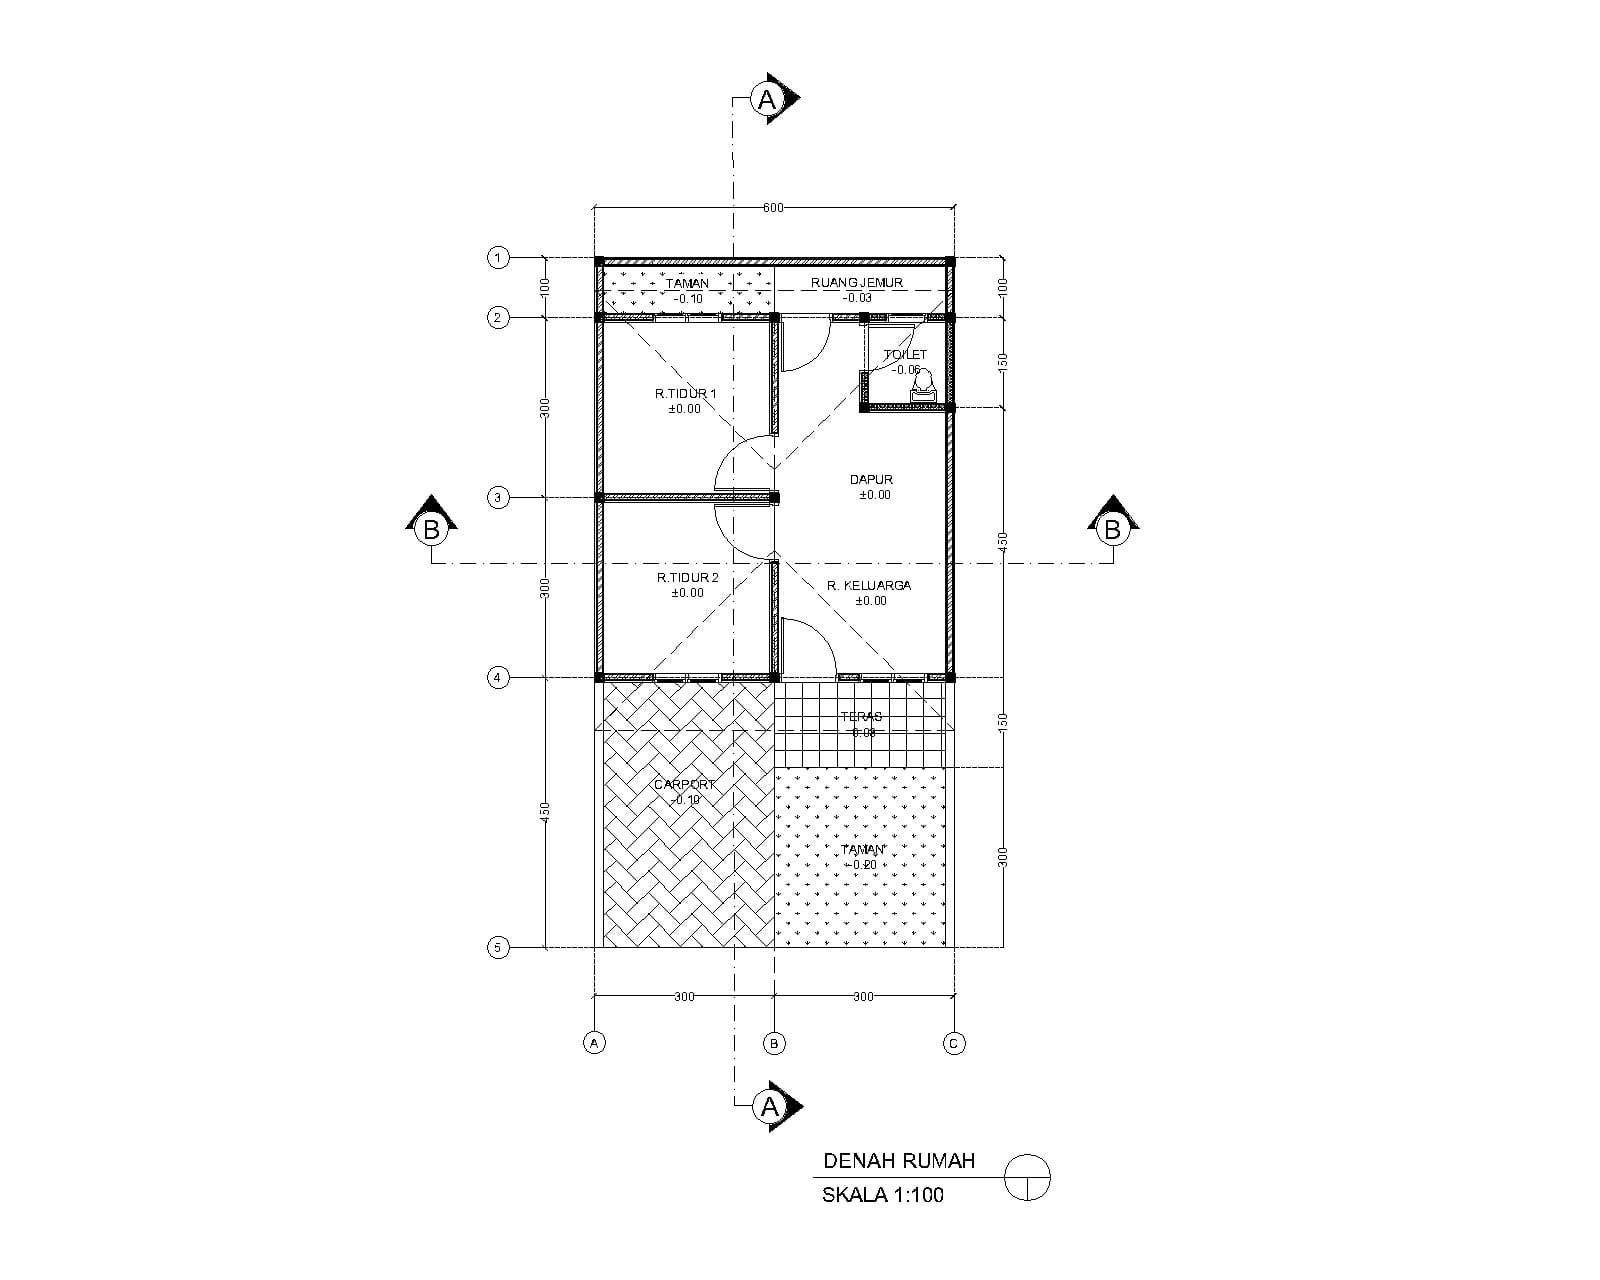 A
600
1
100
TAMAN
-0.10
RUANG JEMUR
-0.03
100
2
TOILET
-0.06
150
R.TIDUR 1
±0.00
300
DAPUR
±0.00
3
B
B
450
R.TIDUR 2
±0.00
R. KELUARGA
±0.00
300
4
TERAS
-0.03
150
CARPORT
-0.10
450
TAMAN
-0.20
300
5
300
300
A
B
C
A
DENAH RUMAH
SKALA 1:100